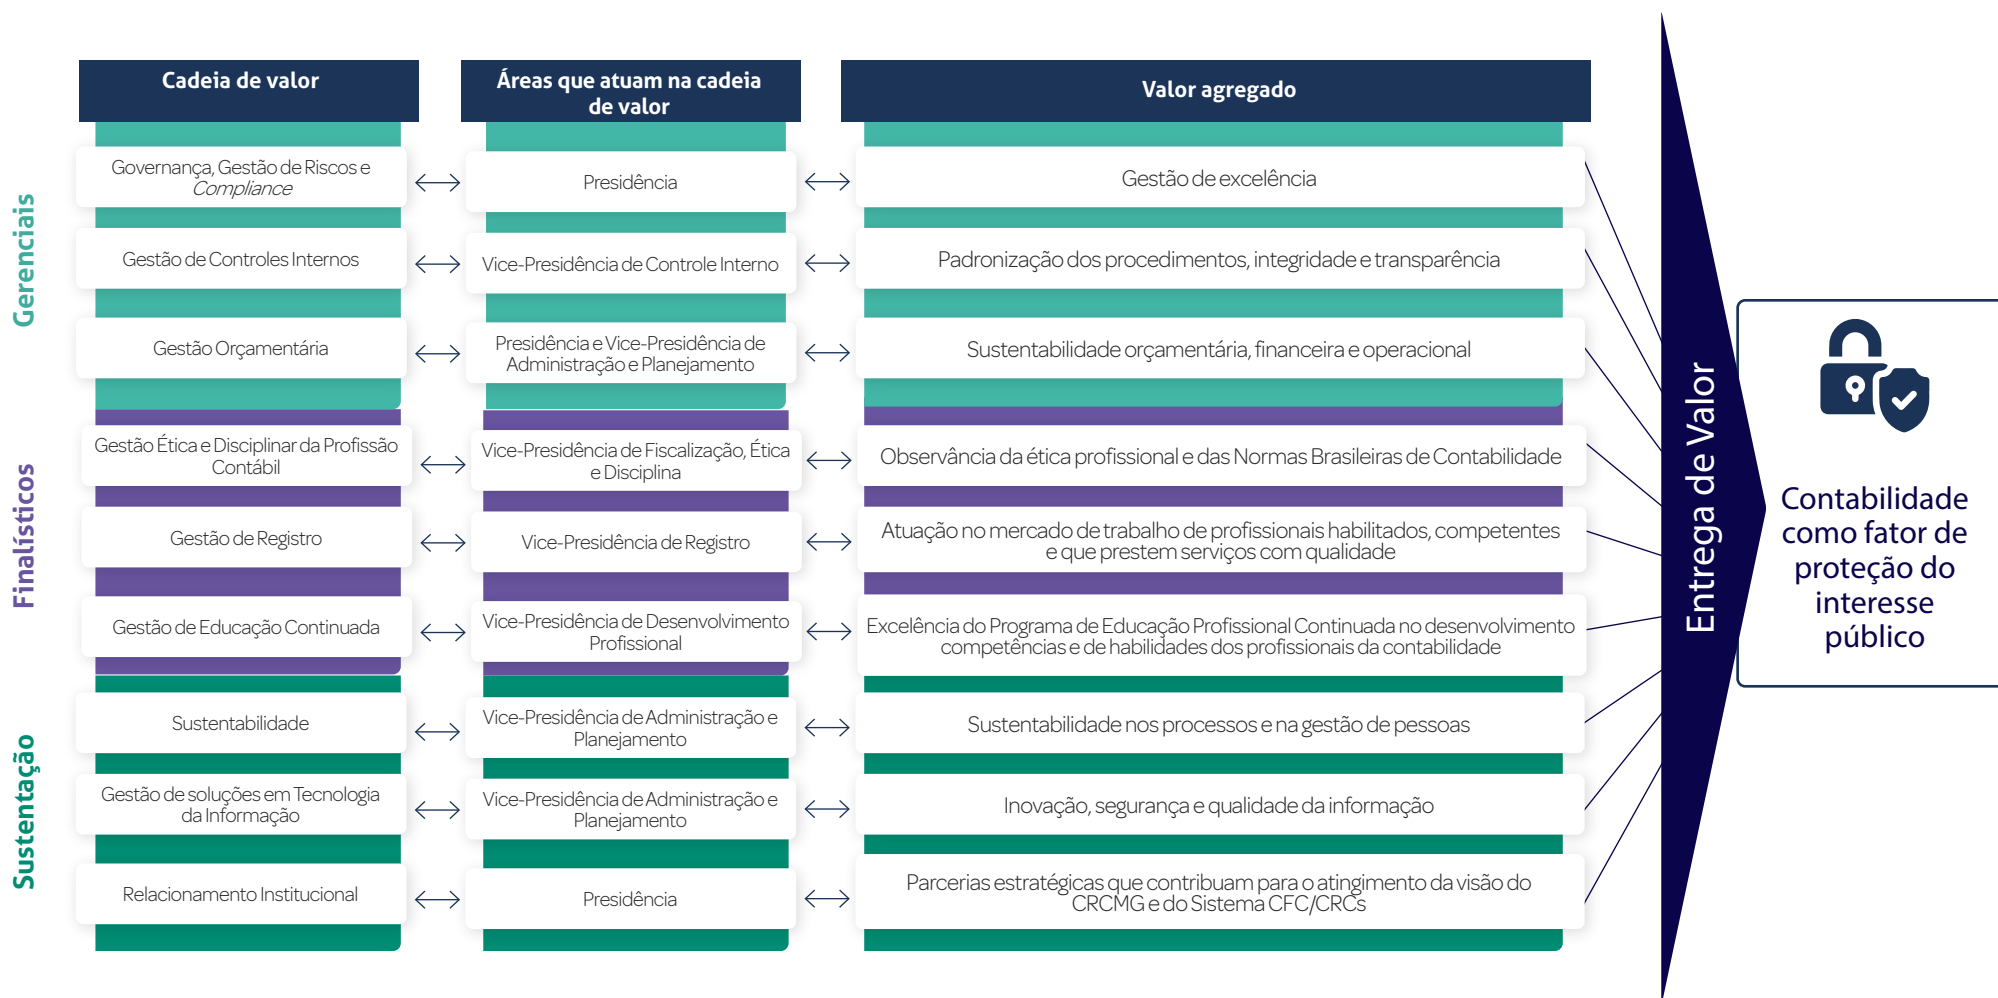 Cadeia de valor
Áreas que atuam na cadeia
de valor
Valor agregado
Gerenciais
Governança, Gestão de Riscos e
Compliance
Presidência
Gestão de excelência
Gestão de Controles Internos
Vice-Presidência de Controle Interno
Padronização dos procedimentos, integridade e transparência
Gestão Orçamentária
Presidência e Vice-Presidência de
Administração e Planejamento
Sustentabilidade orçamentária, financeira e operacional
Finalísticos
Gestão Ética e Disciplinar da Profissão
Contábil
Vice-Presidência de Fiscalização, Ética
e Disciplina
Observância da ética profissional e das Normas Brasileiras de Contabilidade
Gestão de Registro
Vice-Presidência de Registro
Atuação no mercado de trabalho de profissionais habilitados, competentes
e que prestem serviços com qualidade
Gestão de Educação Continuada
Vice-Presidência de Desenvolvimento
Profissional
Excelência do Programa de Educação Profissional Continuada no desenvolvimento
competências e de habilidades dos profissionais da contabilidade
Sustentação
Sustentabilidade
Vice-Presidência de Administração e
Planejamento
Sustentabilidade nos processos e na gestão de pessoas
Gestão de soluções em Tecnologia
da Informação
Vice-Presidência de Administração e
Planejamento
Inovação, segurança e qualidade da informação
Relacionamento Institucional
Presidência
Parcerias estratégicas que contribuam para o atingimento da visão do
CRCMG e do Sistema CFC/CRCs
Entrega de Valor
Contabilidade
como fator de
proteção do
interesse
público